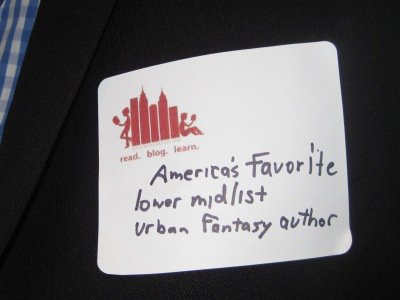 read. blog. learn.
America's Favorite
lower midlist
urban Fantasy author